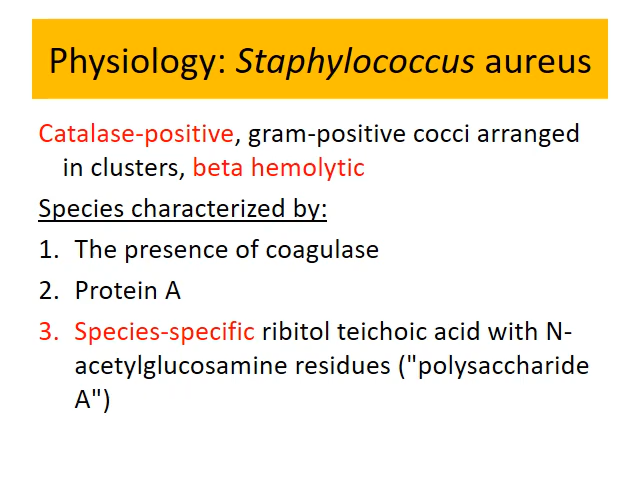 Physiology: Staphylococcus aureus
Catalase-positive, gram-positive cocci arranged
in clusters, beta hemolytic
Species characterized by:
1. The presence of coagulase
2. Protein A
3. Species-specific ribitol teichoic acid with N-
acetylglucosamine residues ("polysaccharide
A")